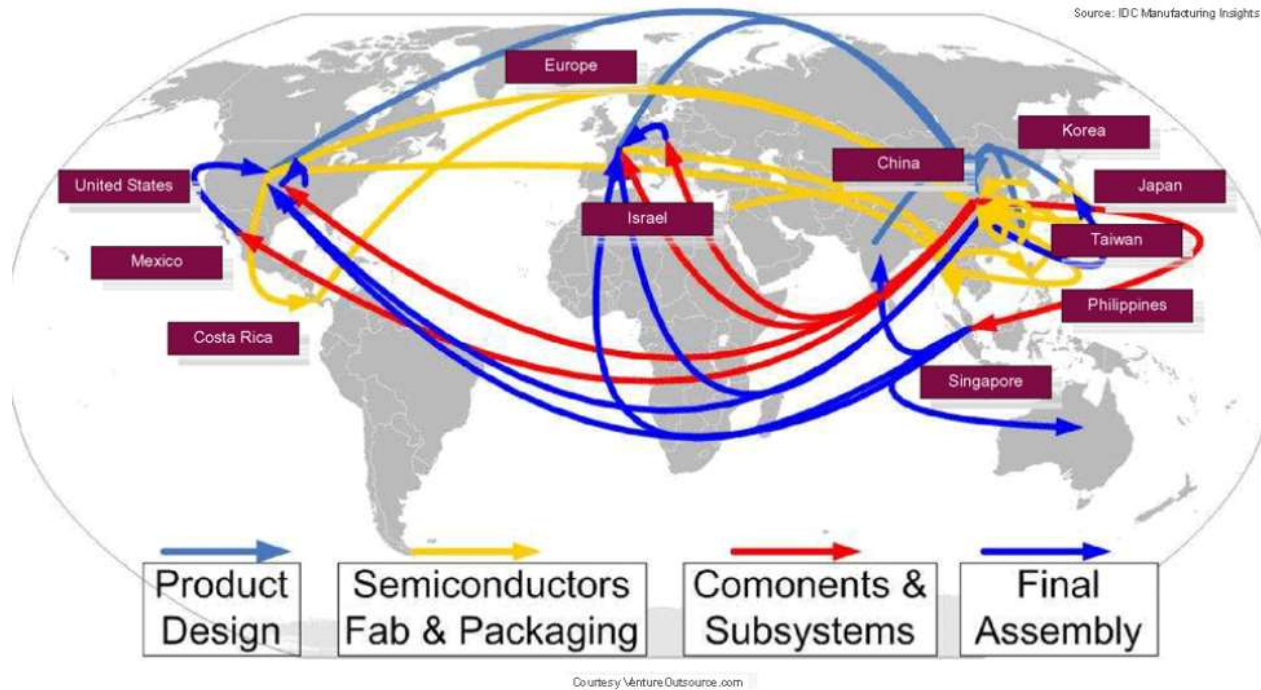 Source: IDC Manufacturing Insights
Europe
Korea
China
United States
Japan
Israel
Taiwan
Mexico
Philippines
Costa Rica
Singapore
Product
Design
Semiconductors
Fab & Packaging
Comonents &
Subsystems
Final
Assembly
Courtesy VentureOutsource.com